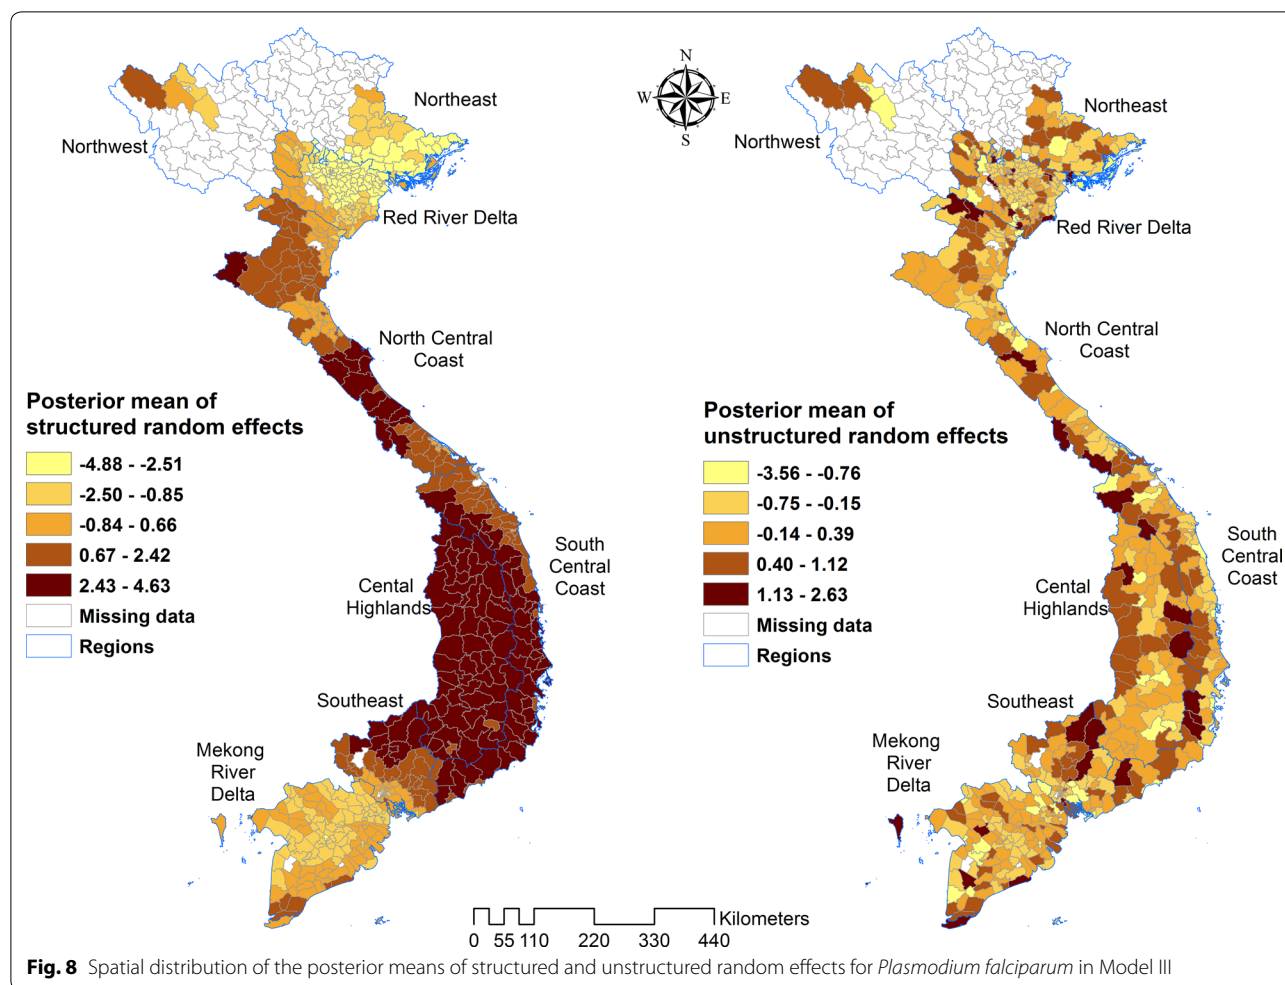 N
W
E
S
Northeast
Northwest
Red River Delta
North Central
Coast
Posterior mean of
structured random effects
-4.88 - -2.51
-2.50 - -0.85
-0.84 - 0.66
0.67 - 2.42
2.43 - 4.63
Missing data
Regions
South
Central
Coast
Cental
Highlands
Southeast
Mekong
River
Delta
Northeast
Northwest
Red River Delta
North Central
Coast
Posterior mean of
unstructured random effects
-3.56 - -0.76
-0.75 - -0.15
-0.14 - 0.39
0.40 - 1.12
1.13 - 2.63
Missing data
Regions
South
Central
Coast
Cental
Highlands
Southeast
Mekong
River
Delta
Kilometers
0 55 110 220 330 440
Fig. 8 Spatial distribution of the posterior means of structured and unstructured random effects for Plasmodium falciparum in Model III